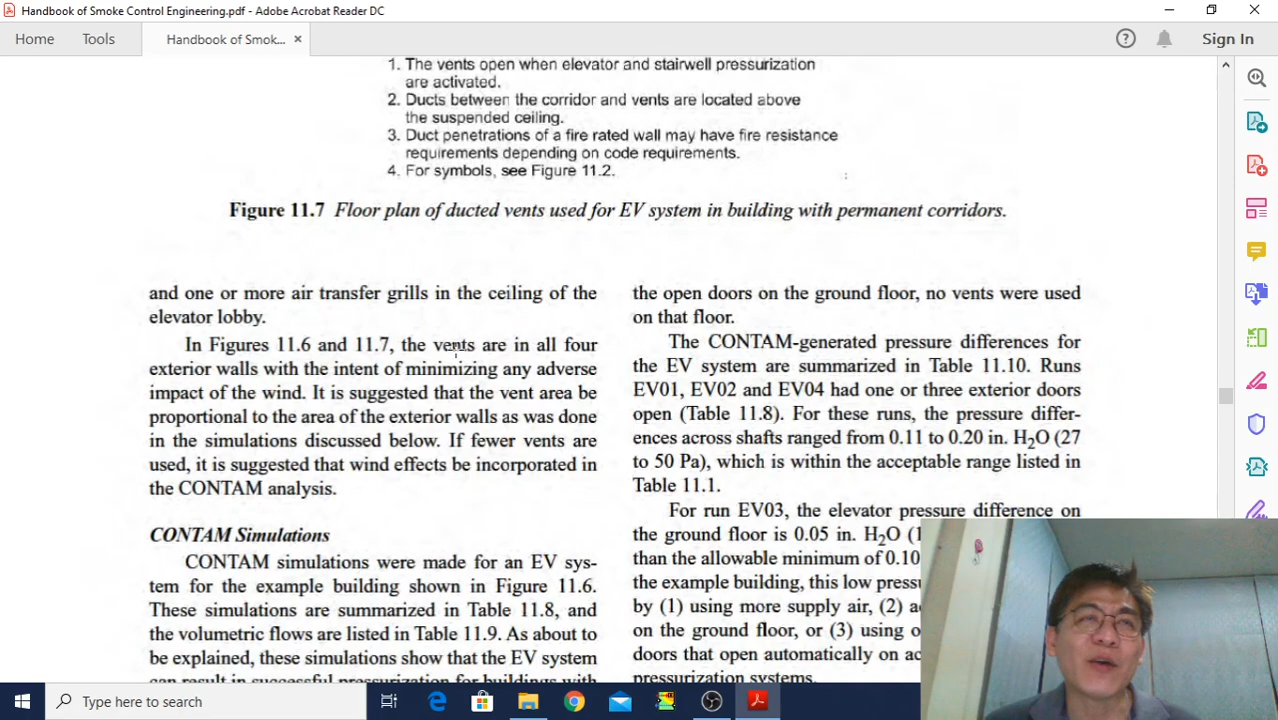 Handbook of Smoke Control Engineering.pdf - Adobe Acrobat Reader DC
Home
Tools
Handbook of Smok...
Sign In
1. The vents open when elevator and stairwell pressurization
are activated.
2. Ducts between the corridor and vents are located above
the suspended ceiling.
3. Duct penetrations of a fire rated wall may have fire resistance
requirements depending on code requirements.
4. For symbols, see Figure 11.2.
Figure 11.7 Floor plan of ducted vents used for EV system in building with permanent corridors.
and one or more air transfer grills in the ceiling of the
elevator lobby.
In Figures 11.6 and 11.7, the vents are in all four
exterior walls with the intent of minimizing any adverse
impact of the wind. It is suggested that the vent area be
proportional to the area of the exterior walls as was done
in the simulations discussed below. If fewer vents are
used, it is suggested that wind effects be incorporated in
the CONTAM analysis.
CONTAM Simulations
CONTAM simulations were made for an EV sys-
tem for the example building shown in Figure 11.6.
These simulations are summarized in Table 11.8, and
the volumetric flows are listed in Table 11.9. As about to
be explained, these simulations show that the EV system
can result in successful pressurization for buildings with
the open doors on the ground floor, no vents were used
on that floor.
The CONTAM-generated pressure differences for
the EV system are summarized in Table 11.10. Runs
EV01, EV02 and EV04 had one or three exterior doors
open (Table 11.8). For these runs, the pressure differ-
ences across shafts ranged from 0.11 to 0.20 in. H2O (27
to 50 Pa), which is within the acceptable range listed in
Table 11.1.
For run EV03, the elevator pressure difference on
the ground floor is 0.05 in. H2O (1
than the allowable minimum of 0.10
the example building, this low pressu
by (1) using more supply air, (2) a
on the ground floor, or (3) using o
doors that open automatically on ac
pressurization systems.
Type here to search